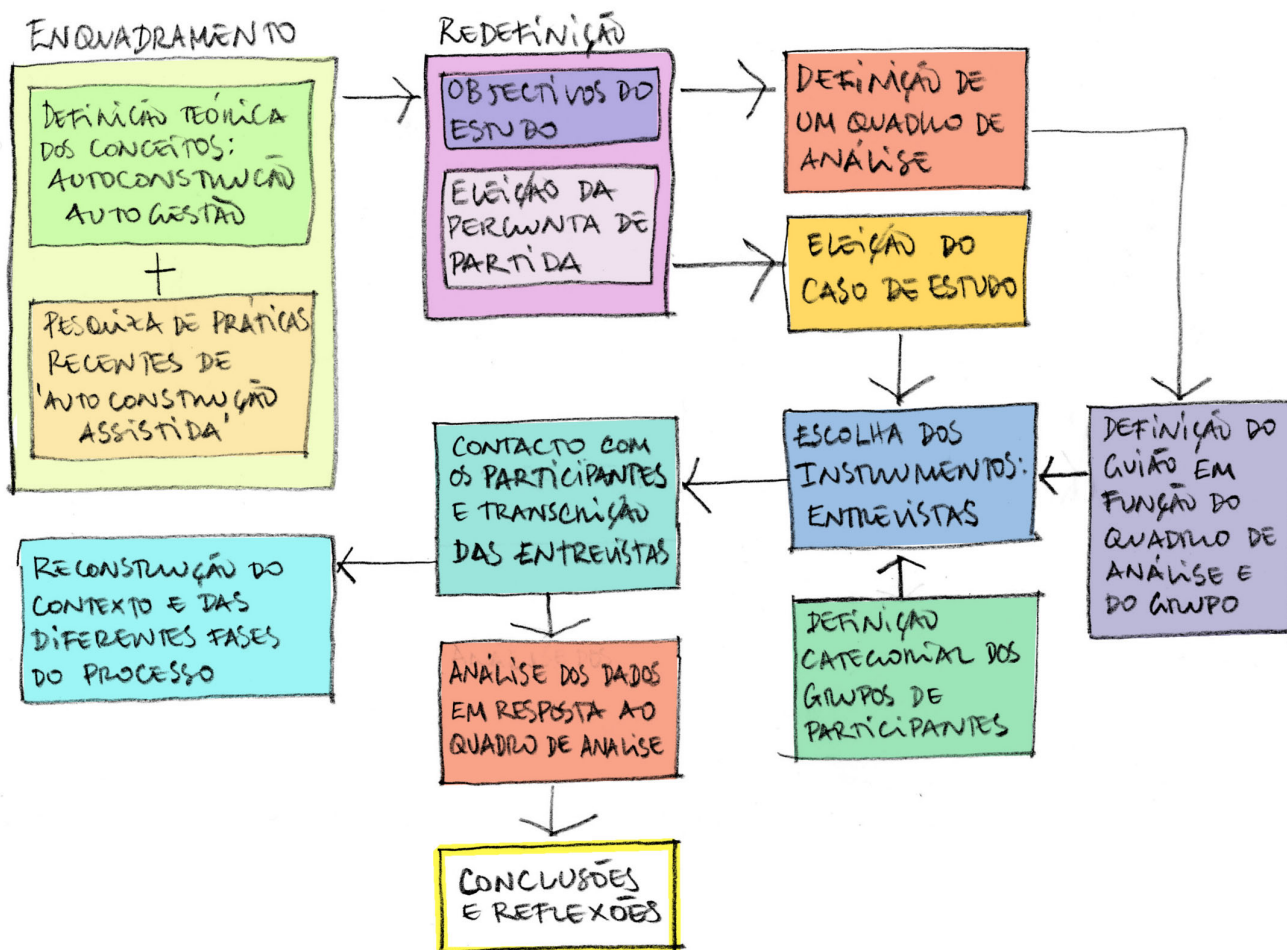 ENQUADRAMENTO
DEFINIÇÃO TEÓRICA
DOS CONCEITOS:
AUTOCONSTRUÇÃO
AUTOGESTÃO
+
PESQUIZA DE PRÁTICAS
RECENTES DE
'AUTO CONSTRUÇÃO
ASSISTIDA'
REDEFINIÇÃO
OBJECTIVOS DO
ESTUDO
ELEIÇÃO DA
PERGUNTA DE
PARTIDA
DEFINIÇÃO DE
UM QUADRO DE
ANÁLISE
ELEIÇÃO DO
CASO DE ESTUDO
DEFINIÇÃO DO
GUIÃO EM
FUNÇÃO DO
QUADRO DE
ANÁLISE E
DO GRUPO
ESCOLHA DOS
INSTRUMENTOS:
ENTREVISTAS
DEFINIÇÃO
CATEGORIAL DOS
GRUPOS DE
PARTICIPANTES
CONTACTO COM
OS PARTICIPANTES
E TRANSCRIÇÃO
DAS ENTREVISTAS
RECONSTRUÇÃO DO
CONTEXTO E DAS
DIFERENTES FASES
DO PROCESSO
ANÁLISE DOS DADOS
EM RESPOSTA AO
QUADRO DE ANALISE
CONCLUSÕES
E REFLEXÕES